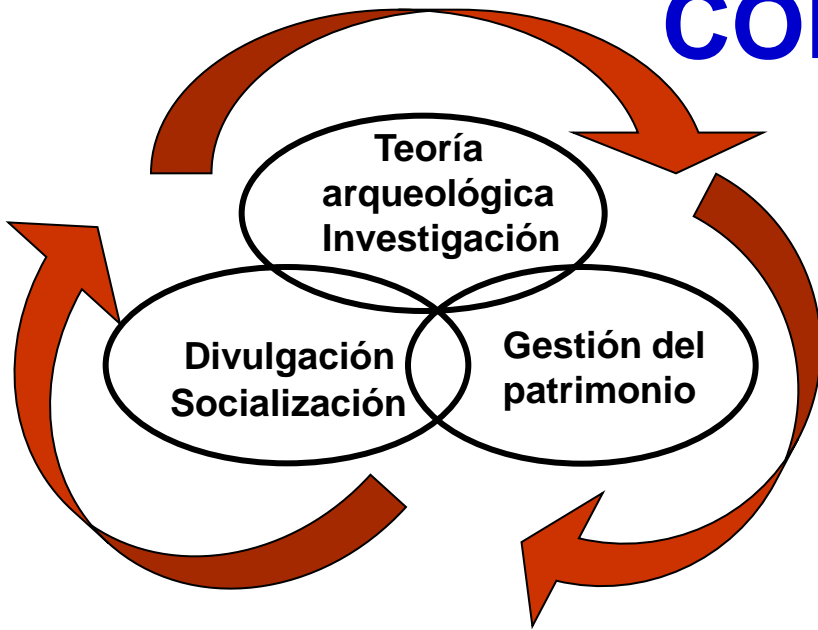 Teoría
arqueológica
Investigación
Divulgación
Socialización
Gestión del
patrimonio